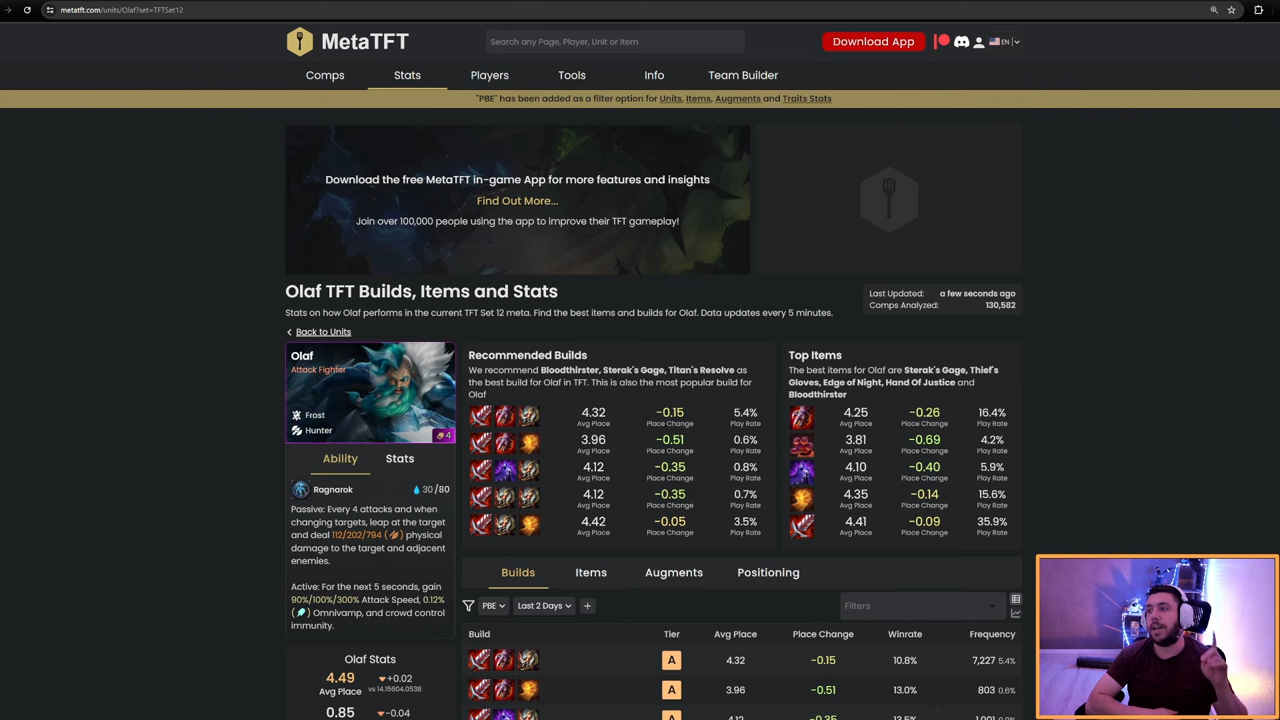 metatft.com/units/Olaf?set=TFTSet12
MetaTFT
Search any Page, Player, Unit or Item
Download App
EN
Comps
Stats
Players
Tools
Info
Team Builder
"PBE" has been added as a filter option for Units, Items, Augments and Traits Stats
Download the free MetaTFT in-game App for more features and insights
Find Out More...
Join over 100,000 people using the app to improve their TFT gameplay!
Olaf TFT Builds, Items and Stats
Stats on how Olaf performs in the current TFT Set 12 meta. Find the best items and builds for Olaf. Data updates every 5 minutes.
Last Updated: a few seconds ago
Comps Analyzed: 130,582
Back to Units
Olaf
Attack Fighter
Frost
Hunter
4
Ability
Stats
Ragnarok
30/80
Passive: Every 4 attacks and when
changing targets, leap at the target
and deal 112/202/794 ( ) physical
damage to the target and adjacent
enemies.
Active: For the next 5 seconds, gain
90%/100%/300% Attack Speed, 0.12%
( ) Omnivamp, and crowd control
immunity.
Olaf Stats
4.49
Avg Place
+0.02
vs 14.15604.0538
0.85
-0.04
Recommended Builds
We recommend Bloodthirster, Sterak's Gage, Titan's Resolve as
the best build for Olaf in TFT. This is also the most popular build for
Olaf
4.32 -0.15 5.4%
Avg Place Place Change Play Rate
3.96 -0.51 0.6%
Avg Place Place Change Play Rate
4.12 -0.35 0.8%
Avg Place Place Change Play Rate
4.12 -0.35 0.7%
Avg Place Place Change Play Rate
4.42 -0.05 3.5%
Avg Place Place Change Play Rate
Top Items
The best items for Olaf are Sterak's Gage, Thief's
Gloves, Edge of Night, Hand Of Justice and
Bloodthirster
4.25 -0.26 16.4%
Avg Place Place Change Play Rate
3.81 -0.69 4.2%
Avg Place Place Change Play Rate
4.10 -0.40 5.9%
Avg Place Place Change Play Rate
4.35 -0.14 15.6%
Avg Place Place Change Play Rate
4.41 -0.09 35.9%
Avg Place Place Change Play Rate
Builds
Items
Augments
Positioning
PBE
Last 2 Days
+
Filters
Build Tier Avg Place Place Change Winrate Frequency
A 4.32 -0.15 10.8% 7,227 5.4%
A 3.96 -0.51 13.0% 803 0.6%